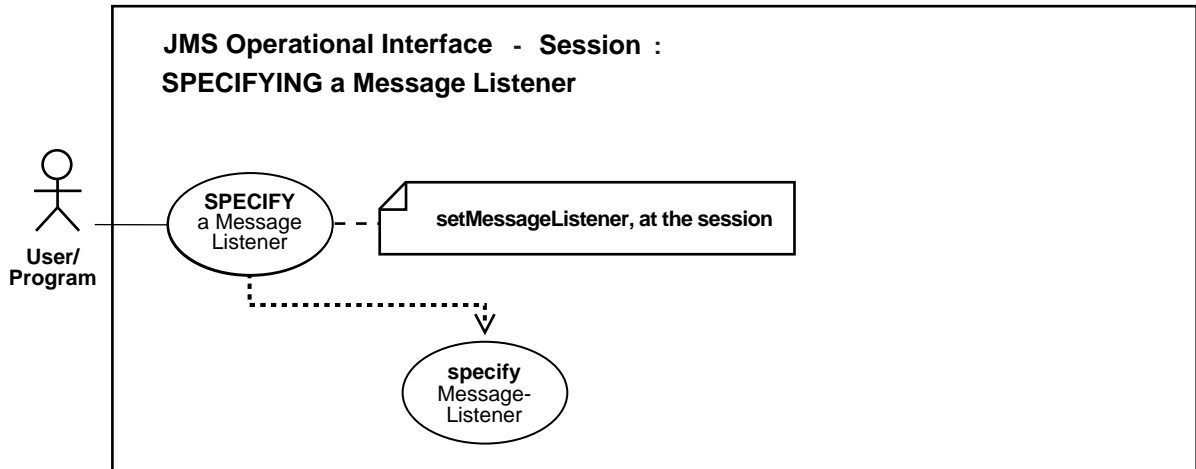 JMS Operational Interface - Session :
SPECIFYING a Message Listener
SPECIFY
a Message
Listener
setMessageListener, at the session
User/
Program
specify
Message-
Listener